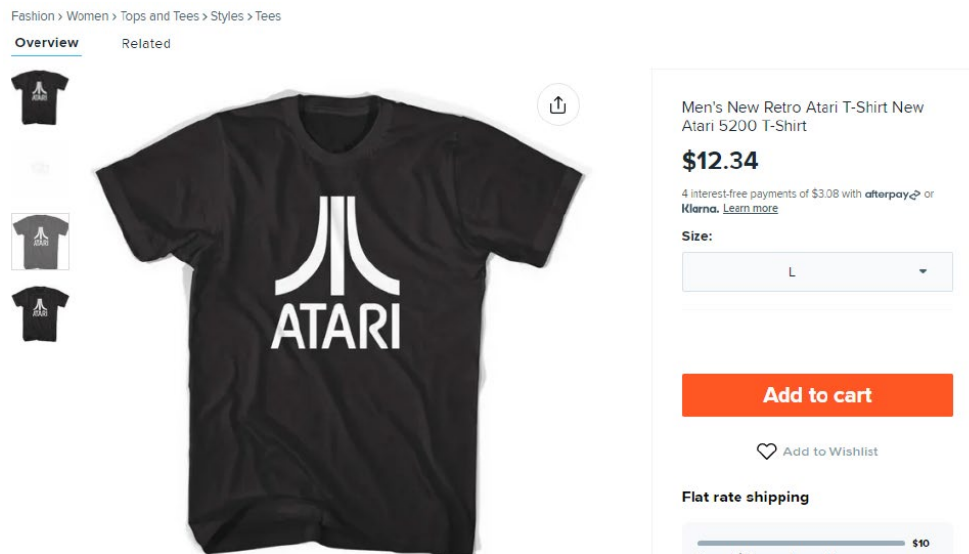 Fashion > Women > Tops and Tees > Styles > Tees
Overview
Related
ATARI
ATARI
ATARI
ATARI
Men's New Retro Atari T-Shirt New
Atari 5200 T-Shirt
$12.34
4 interest-free payments of $3.08 with afterpay or
Klarna. Learn more
Size:
L
Add to cart
Add to Wishlist
Flat rate shipping
$10